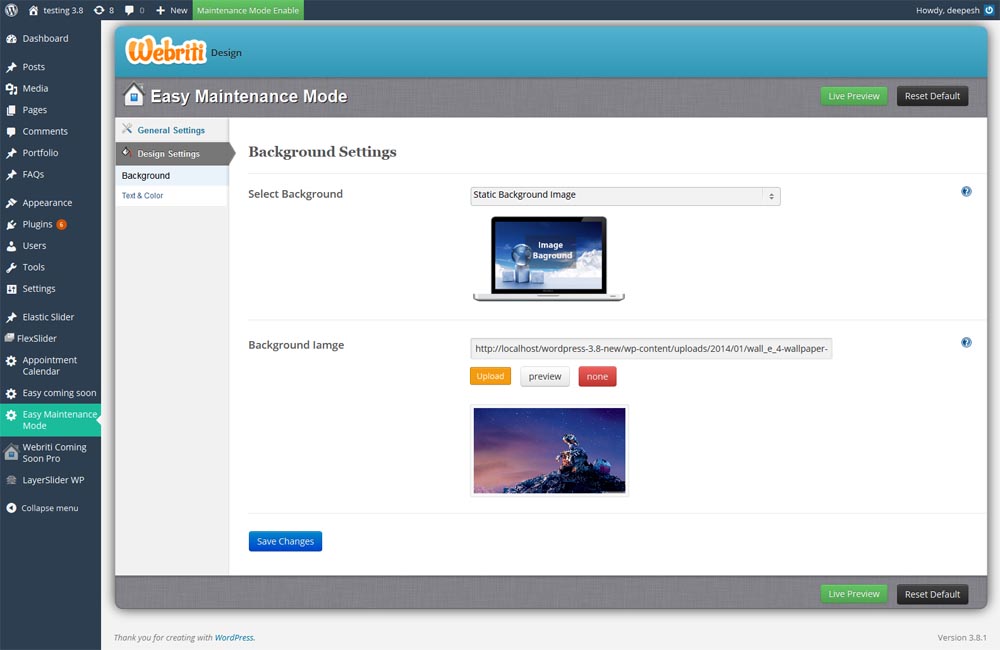 testing 3.8 8 0 New Maintenance Mode Enable Howdy, deepesh
Dashboard
Posts
Media
Pages
Comments
Portfolio
FAQs
Appearance
Plugins 6
Users
Tools
Settings
Elastic Slider
FlexSlider
Appointment
Calendar
Easy coming soon
Easy Maintenance
Mode
Webriti Coming
Soon Pro
LayerSlider WP
Collapse menu
Webriti Design
Easy Maintenance Mode Live Preview Reset Default
General Settings
Design Settings
Background
Text & Color
Background Settings
Select Background Static Background Image ?
Image
Baground
Background Iamge http://localhost/wordpress-3.8-new/wp-content/uploads/2014/01/wall_e_4-wallpaper- ?
Upload preview none
Save Changes
Live Preview Reset Default
Thank you for creating with WordPress. Version 3.8.1